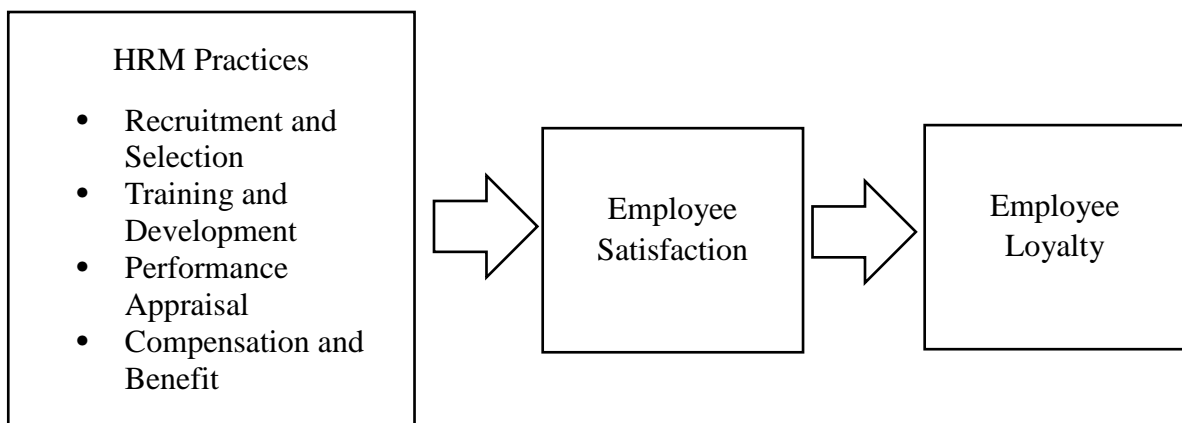 HRM Practices
• Recruitment and
Selection
• Training and
Development
• Performance
Appraisal
• Compensation and
Benefit
Employee
Satisfaction
Employee
Loyalty